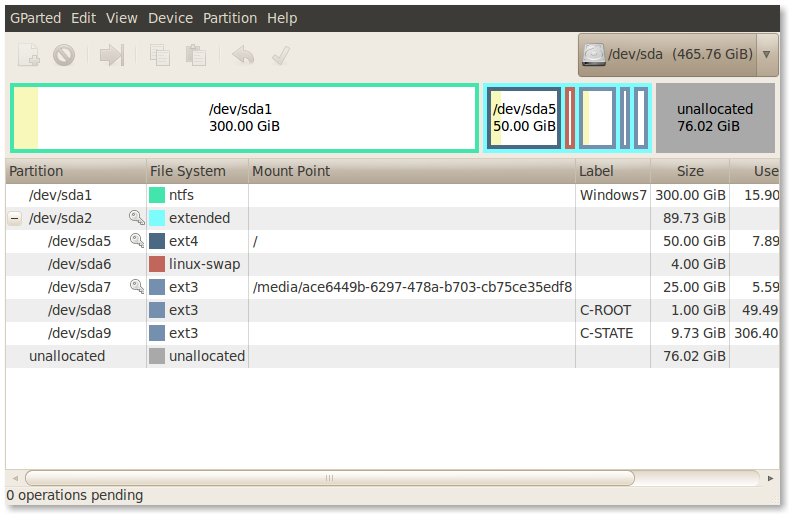 GParted Edit View Device Partition Help
/dev/sda (465.76 GiB)
/dev/sda1
300.00 GiB
/dev/sda5
50.00 GiB
unallocated
76.02 GiB
Partition File System Mount Point Label Size Use
/dev/sda1 ntfs Windows7 300.00 GiB 15.90
/dev/sda2 extended 89.73 GiB
/dev/sda5 ext4 / 50.00 GiB 7.89
/dev/sda6 linux-swap 4.00 GiB
/dev/sda7 ext3 /media/ace6449b-6297-478a-b703-cb75ce35edf8 25.00 GiB 5.59
/dev/sda8 ext3 C-ROOT 1.00 GiB 49.49
/dev/sda9 ext3 C-STATE 9.73 GiB 306.40
unallocated unallocated 76.02 GiB
0 operations pending